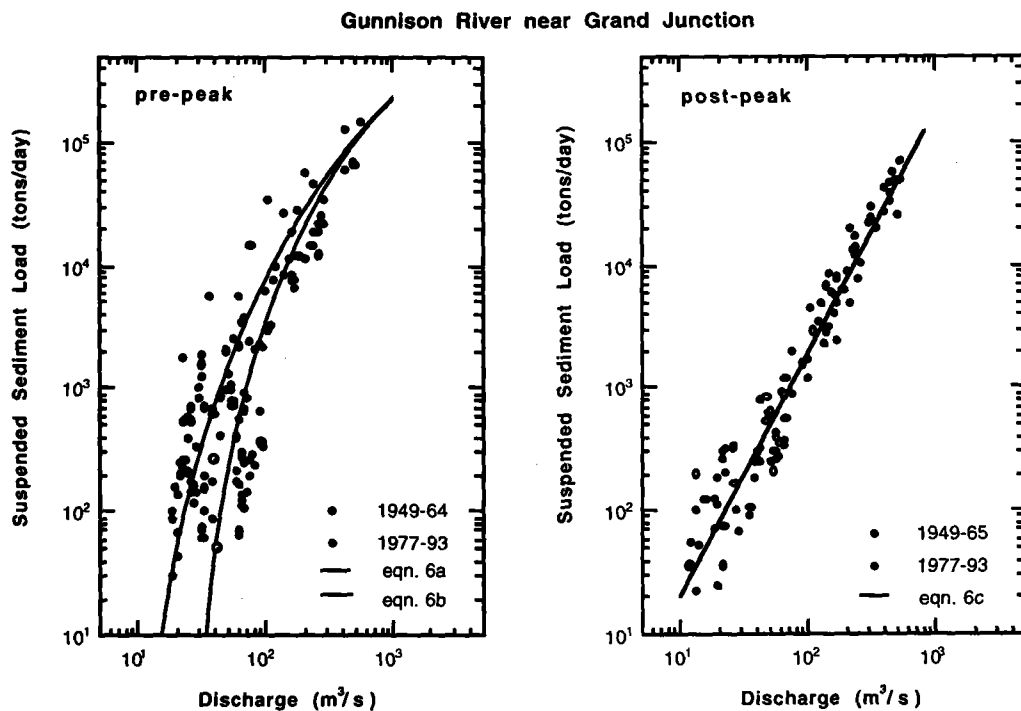 Gunnison River near Grand Junction
pre-peak
Suspended Sediment Load (tons/day)
10⁵
10⁴
10³
10²
10¹
1949-64
1977-93
eqn. 6a
eqn. 6b
10¹ 10² 10³
Discharge (m³/s)
post-peak
Suspended Sediment Load (tons/day)
10⁵
10⁴
10³
10²
10¹
1949-65
1977-93
eqn. 6c
10¹ 10² 10³
Discharge (m³/s)